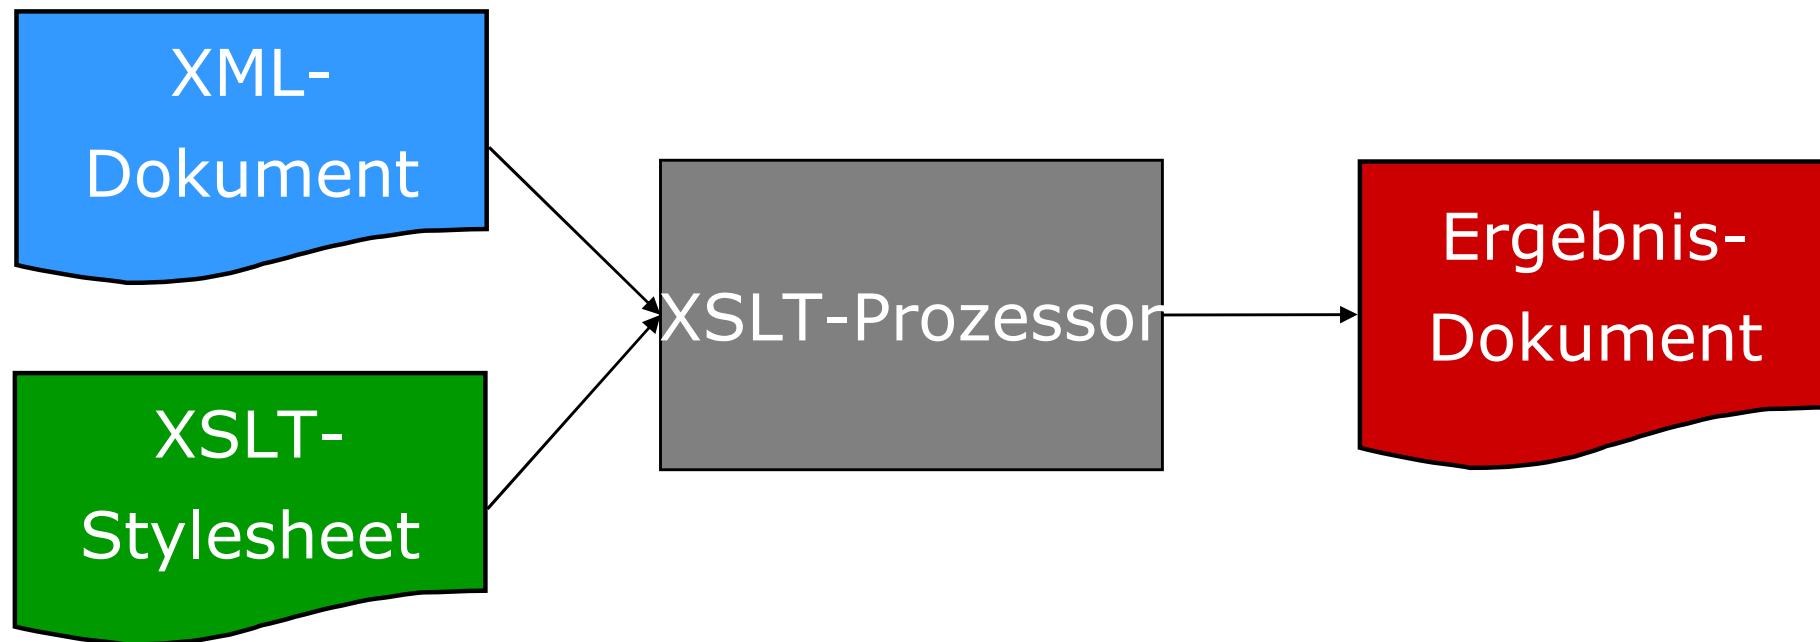 XML-
Dokument
XSLT-
Stylesheet
XSLT-Prozessor
Ergebnis-
Dokument